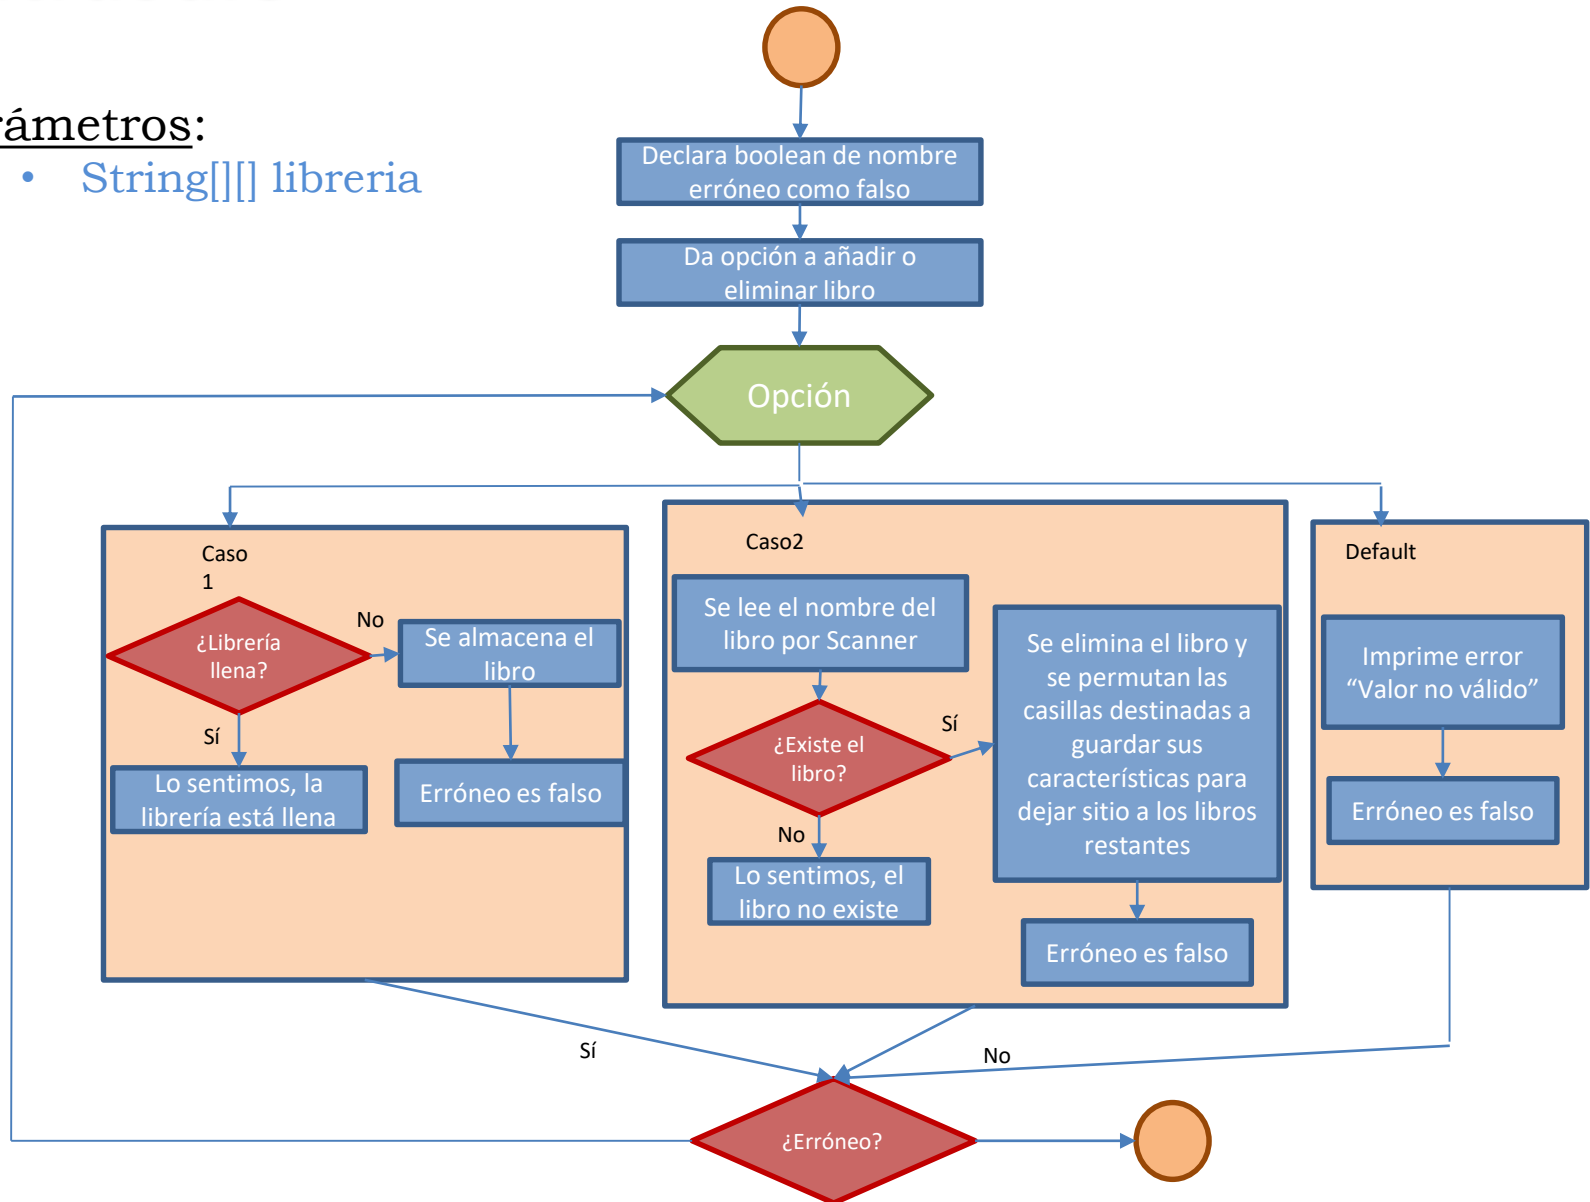 rámetros:
• String[][] libreria
Declara boolean de nombre
erróneo como falso
Da opción a añadir o
eliminar libro
Opción
Caso
1
¿Librería
llena?
No
Se almacena el
libro
Sí
Lo sentimos, la
librería está llena
Erróneo es falso
Caso2
Se lee el nombre del
libro por Scanner
¿Existe el
libro?
Sí
Se elimina el libro y
se permutan las
casillas destinadas a
guardar sus
características para
dejar sitio a los libros
restantes
No
Lo sentimos, el
libro no existe
Erróneo es falso
Default
Imprime error
“Valor no válido”
Erróneo es falso
Sí
No
¿Erróneo?